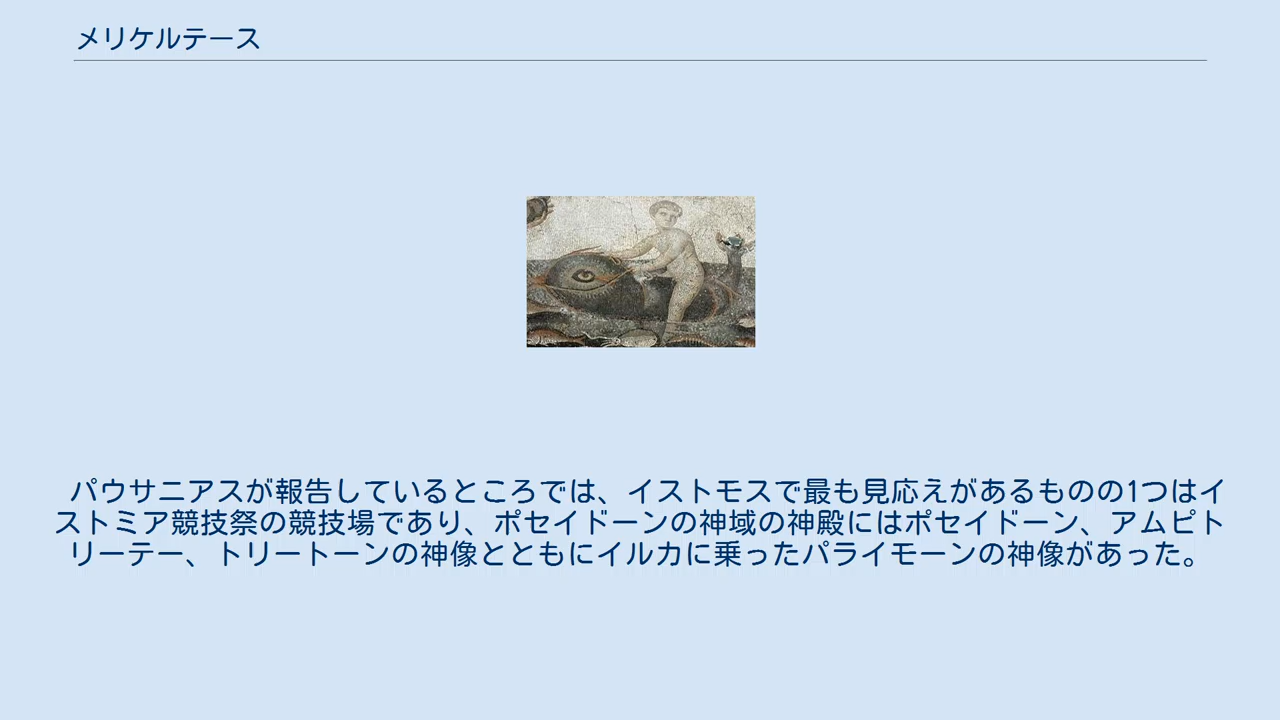 メリケルテース
パウサニアスが報告しているところでは、イストモスで最も見応えがあるものの1つはイ
ストミア競技祭の競技場であり、ポセイドーンの神域の神殿にはポセイドーン、アムピト
リーテー、トリートーンの神像とともにイルカに乗ったパライモーンの神像があった。